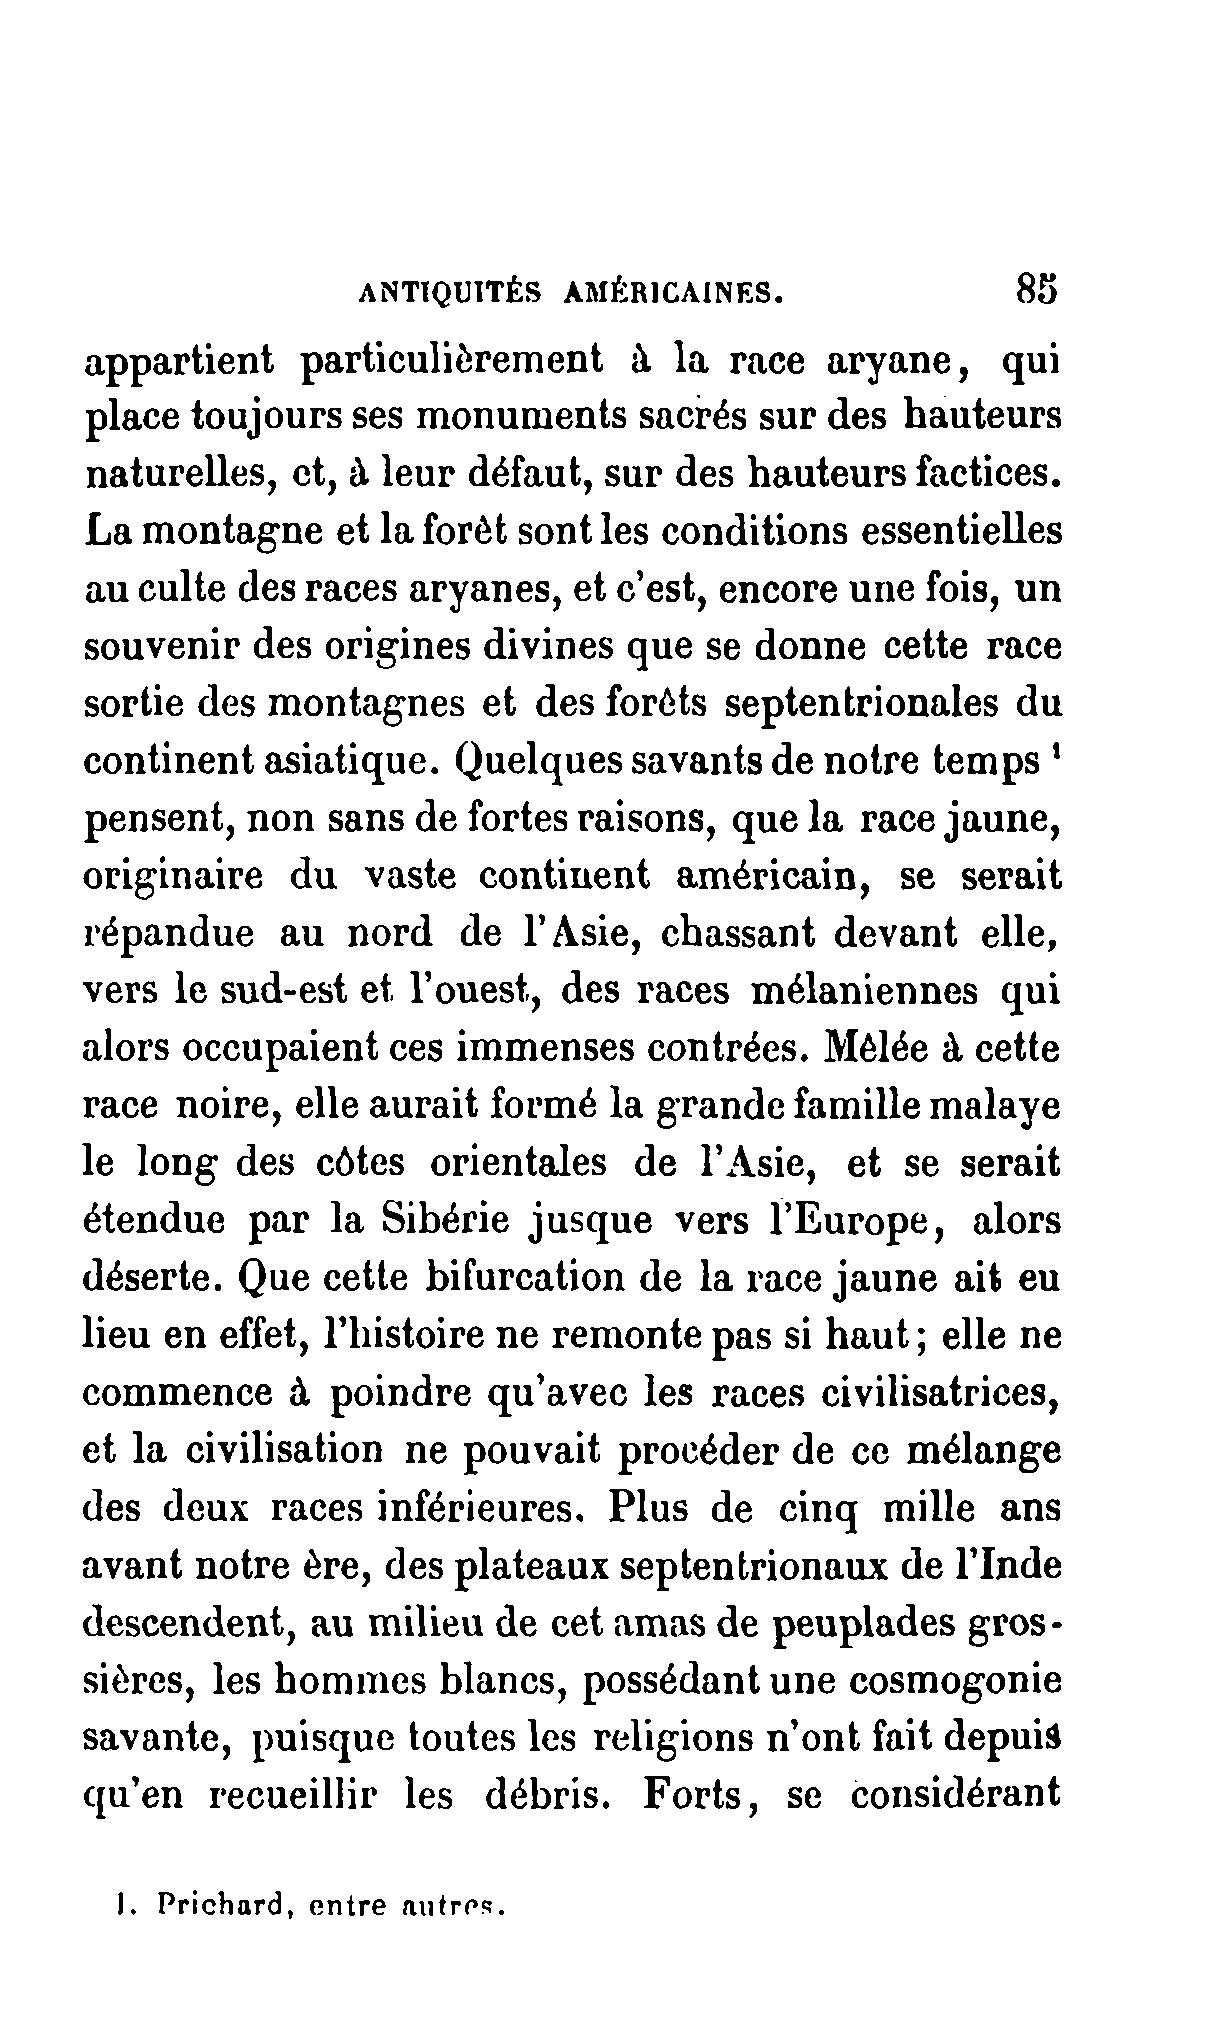 ANTIQUITÉS AMÉRICAINES. 85
appartient particulièrement à la race aryane, qui
place toujours ses monuments sacrés sur des hauteurs
naturelles, et, à leur défaut, sur des hauteurs factices.
La montagne et la forêt sont les conditions essentielles
au culte des races aryanes, et c'est, encore une fois, un
souvenir des origines divines que se donne cette race
sortie des montagnes et des forêts septentrionales du
continent asiatique. Quelques savants de notre temps ¹
pensent, non sans de fortes raisons, que la race jaune,
originaire du vaste continent américain, se serait
répandue au nord de l'Asie, chassant devant elle,
vers le sud-est et l'ouest, des races mélaniennes qui
alors occupaient ces immenses contrées. Mêlée à cette
race noire, elle aurait formé la grande famille malaye
le long des côtes orientales de l'Asie, et se serait
étendue par la Sibérie jusque vers l'Europe, alors
déserte. Que cette bifurcation de la race jaune ait eu
lieu en effet, l'histoire ne remonte pas si haut; elle ne
commence à poindre qu'avec les races civilisatrices,
et la civilisation ne pouvait procéder de ce mélange
des deux races inférieures. Plus de cinq mille ans
avant notre ère, des plateaux septentrionaux de l'Inde
descendent, au milieu de cet amas de peuplades gros-
sières, les hommes blancs, possédant une cosmogonie
savante, puisque toutes les religions n'ont fait depuis
qu'en recueillir les débris. Forts, se considérant
1. Prichard, entre autres.